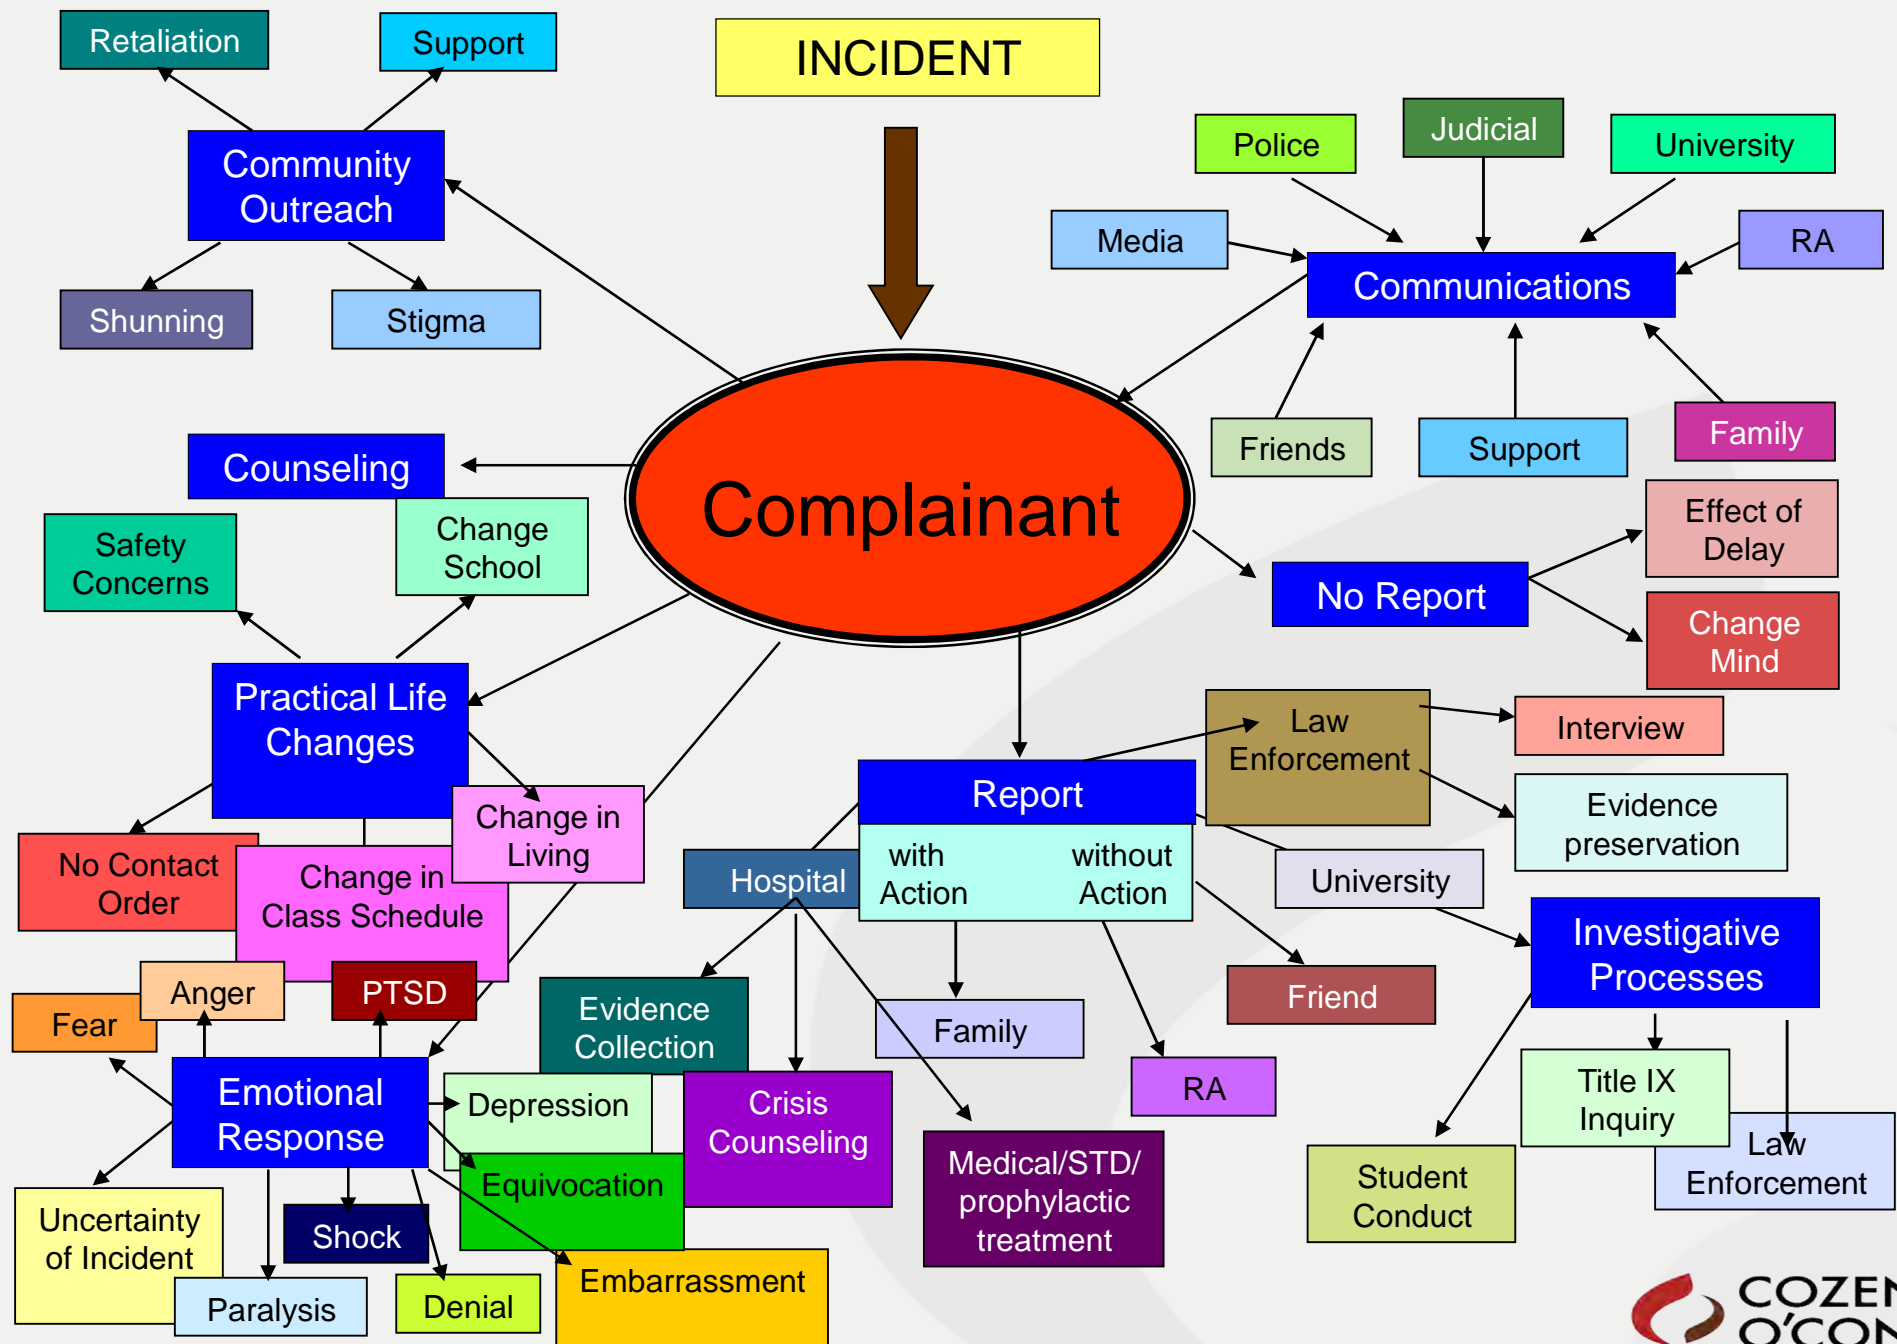 INCIDENT
Retaliation
Support
Community
Outreach
Shunning
Stigma
Police
Judicial
University
Media
RA
Communications
Friends
Support
Family
Complainant
Counseling
Change
School
Safety
Concerns
Effect of
Delay
No Report
Change
Mind
Practical Life
Changes
Change in
Living
No Contact
Order
Change in
Class Schedule
Report
with
Action
without
Action
Law
Enforcement
Interview
Evidence
preservation
Hospital
University
Investigative
Processes
Friend
Family
RA
Evidence
Collection
Crisis
Counseling
Medical/STD/
prophylactic
treatment
Title IX
Inquiry
Law
Enforcement
Student
Conduct
Anger
PTSD
Fear
Emotional
Response
Depression
Equivocation
Embarrassment
Uncertainty
of Incident
Shock
Paralysis
Denial
COZEN
O'CON